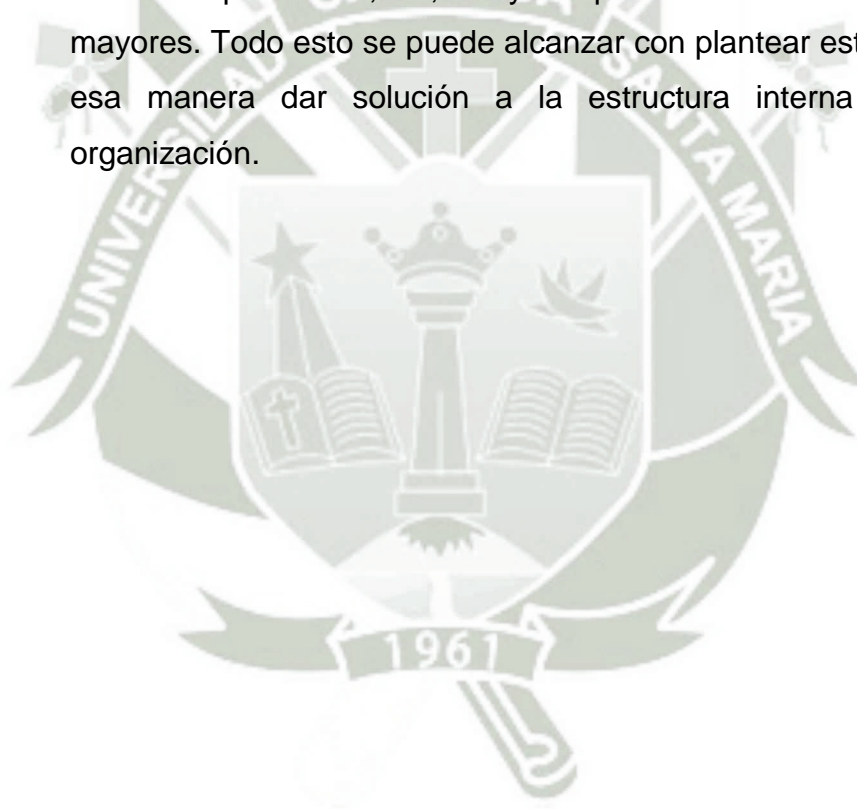 mayores. Todo esto se puede alcanzar con plantear est
esa manera dar solución a la estructura interna
organización.
UNIVERSIDAD
SANTA MARIA
1961